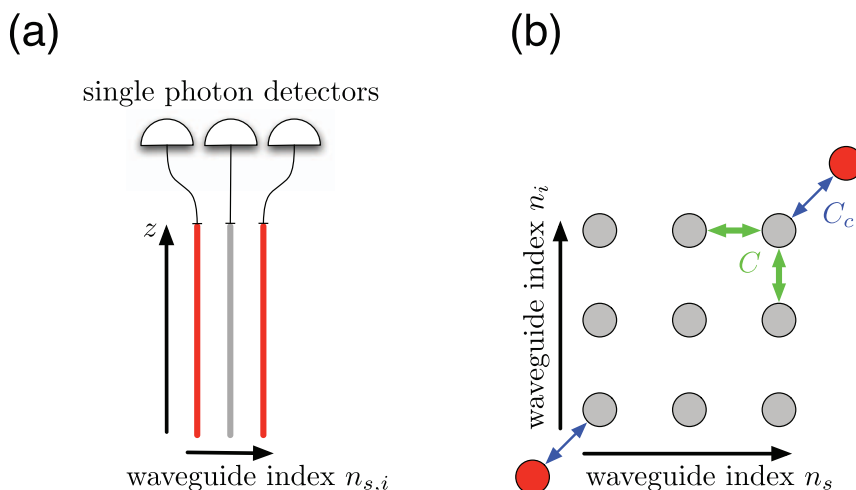 (a)
single photon detectors
z
waveguide index n_{s,i}
(b)
waveguide index n_i
C_c
C
waveguide index n_s